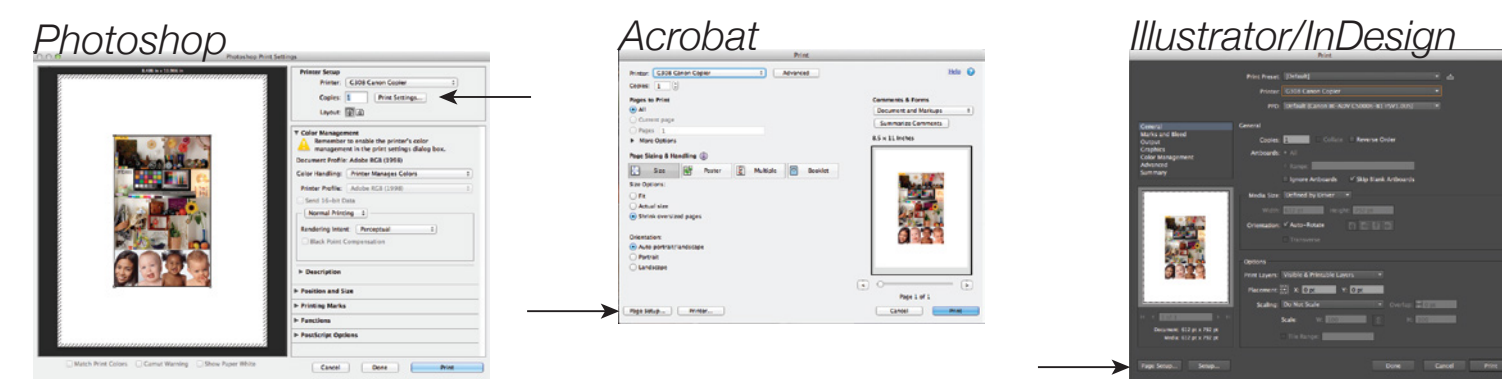 Photoshop
Photoshop Print Settings
Printer Setup
Printer: G308 Canon Copier
Copies: 1 Print Settings...
Layout:
Color Management
Remember to enable the printer's color
management in the print settings dialog box.
Document Profile: Adobe RGB (1998)
Color Handling: Printer Manages Colors
Printer Profile: Adobe RGB (1998)
Send 16-bit Data
Normal Printing
Rendering Intent: Perceptual
Black Point Compensation
Description
Position and Size
Printing Marks
Functions
PostScript Options
Match Print Colors Gamut Warning Show Paper White
Cancel Done Print
Acrobat
Print
Printer: G308 Canon Copier Advanced Help
Copies: 1
Pages to Print
All
Current page
Pages 1
More Options
Page Sizing & Handling
Size Poster Multiple Booklet
Size Options:
Fit
Actual size
Shrink oversized pages
Orientation:
Auto portrait/landscape
Portrait
Landscape
Comments & Forms
Document and Markups
Summarize Comments
8.5 x 11 Inches
Page 1 of 1
Page Setup... Printer...
Cancel Print
Illustrator/InDesign
Print
Print Preset: [Default]
Printer: G308 Canon Copier
PPD:
General
Marks and Bleed
Output
Graphics
Color Management
Advanced
Summary
General
Copies: Collate Reverse Order
Artboards: All
Range:
Ignore Artboards Skip Blank Artboards
Media Size: Defined by Driver
Width: Height:
Orientation: Auto-Rotate
Transverse
Options
Print Layers: Visible & Printable Layers
Placement: X: 0 pt Y: 0 pt
Scaling: Do Not Scale Overlap:
Scale: W: H:
Tile Range:
Document: 612 pt x 792 pt
Media: 612 pt x 792 pt
Page Setup... Setup...
Done Cancel Print